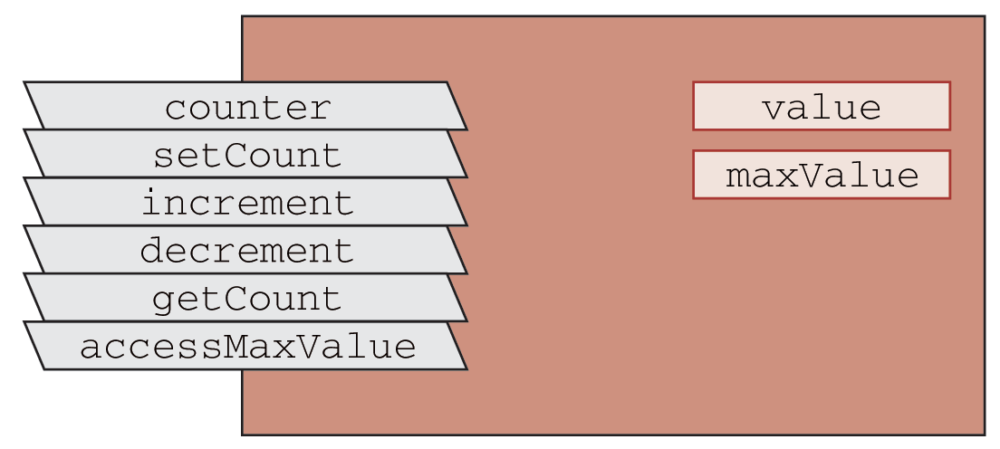 counter
setCount
increment
decrement
getCount
accessMaxValue
value
maxValue